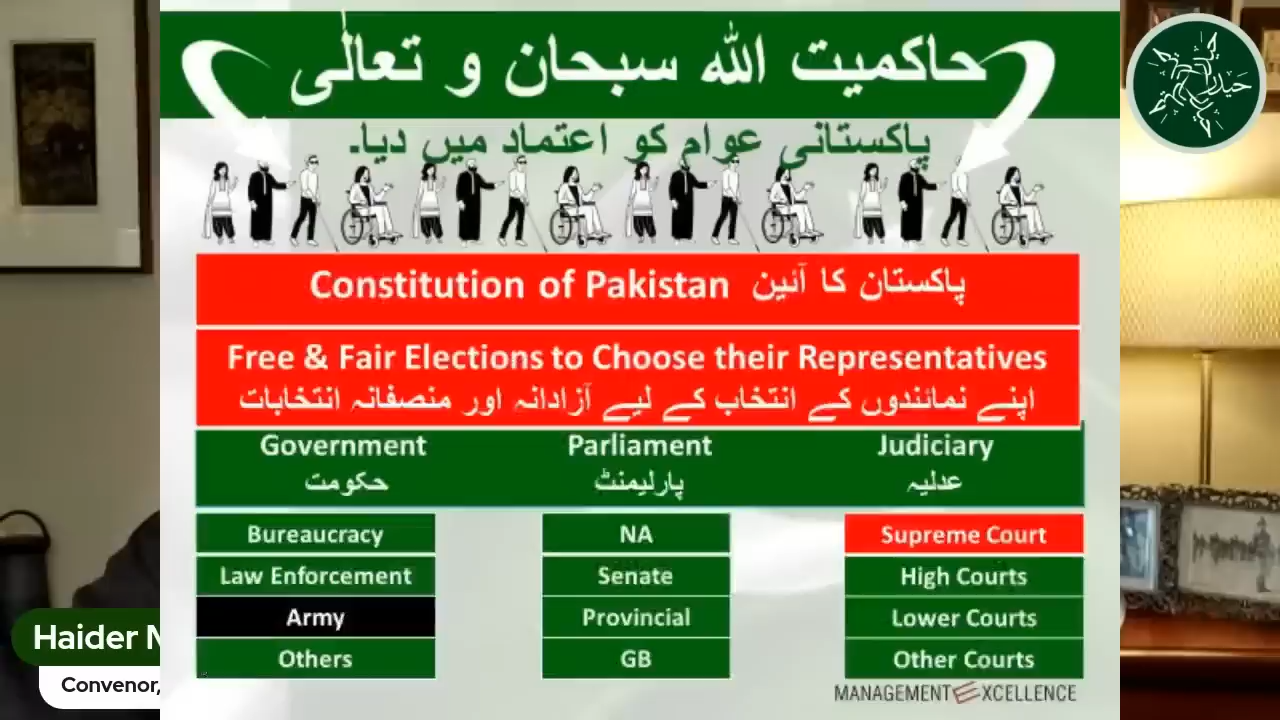 حاکمیت اللہ سبحان و تعالٰی
پاکستانی عوام کو اعتماد میں دیا۔
Constitution of Pakistan پاکستان کا آئین
Free & Fair Elections to Choose their Representatives
اپنے نمائندوں کے انتخاب کے لیے آزادانہ اور منصفانہ انتخابات
Government Parliament Judiciary
حکومت پارلیمنٹ عدلیہ
Bureaucracy NA Supreme Court
Law Enforcement Senate High Courts
Army Provincial Lower Courts
Others GB Other Courts
MANAGEMENT EXCELLENCE
Haider
Convenor,